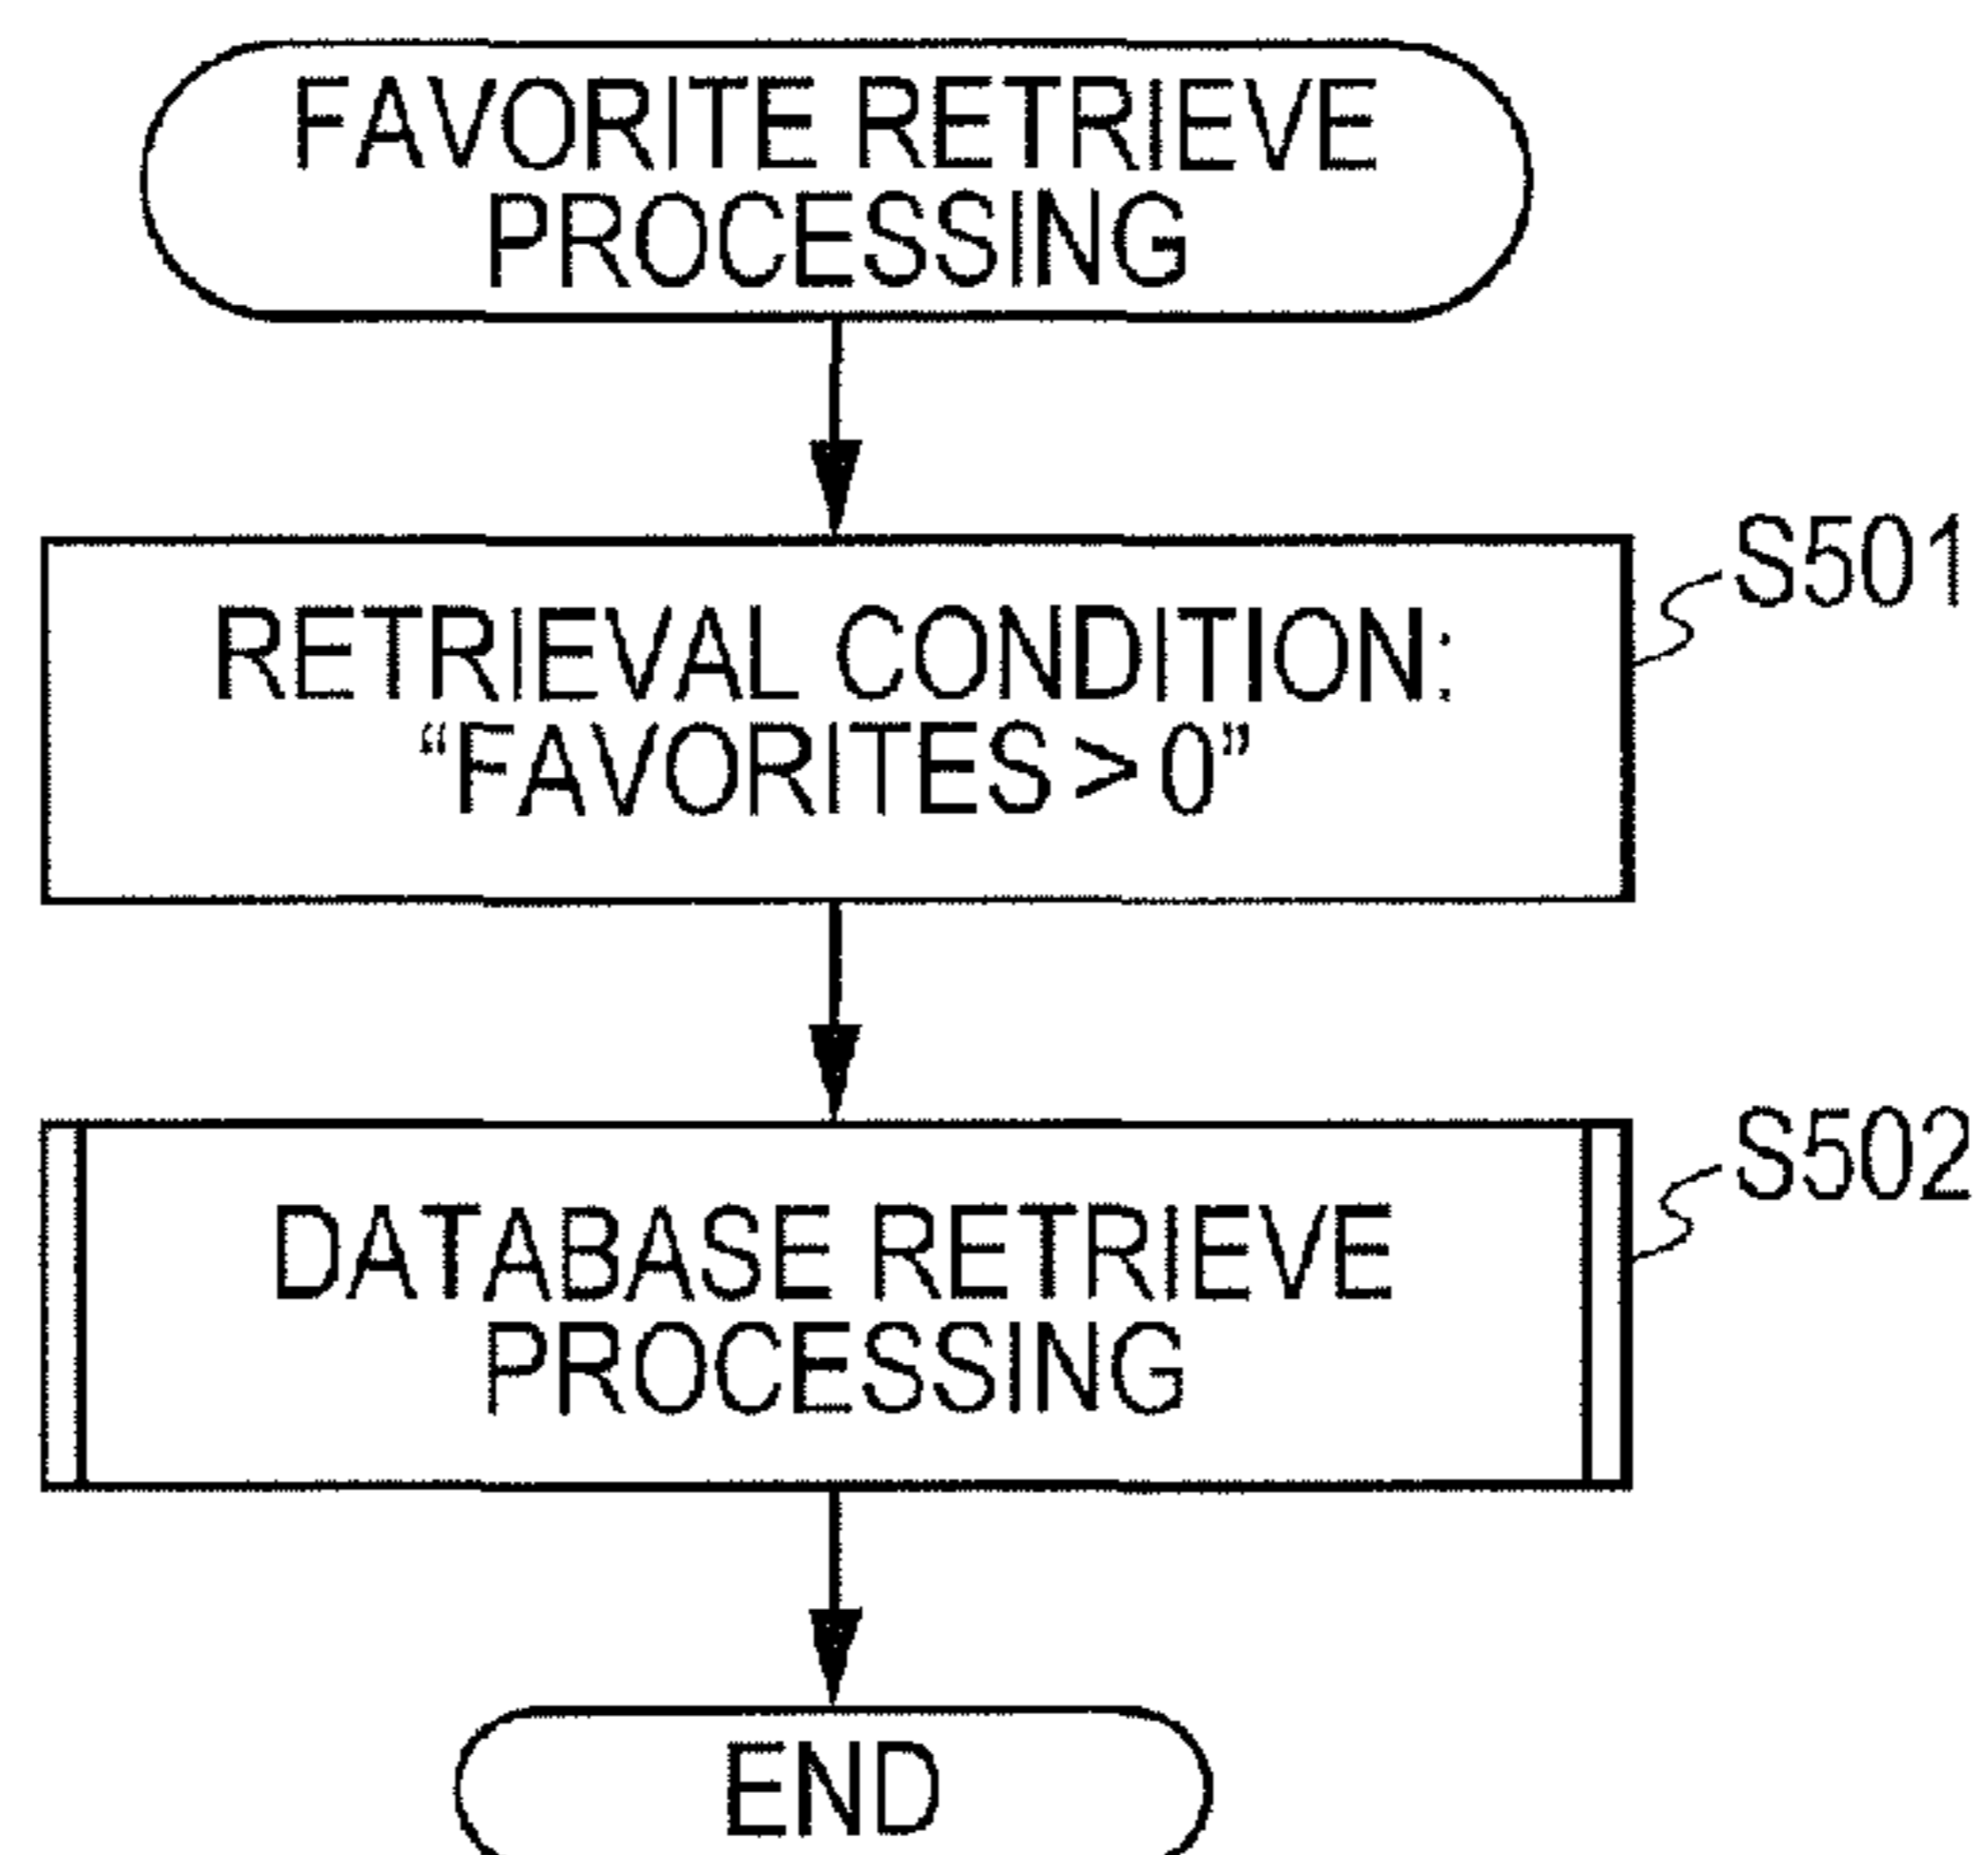 FAVORITE RETRIEVE
PROCESSING
S501
RETRIEVAL CONDITION:
“FAVORITES > 0”
S502
DATABASE RETRIEVE
PROCESSING
END